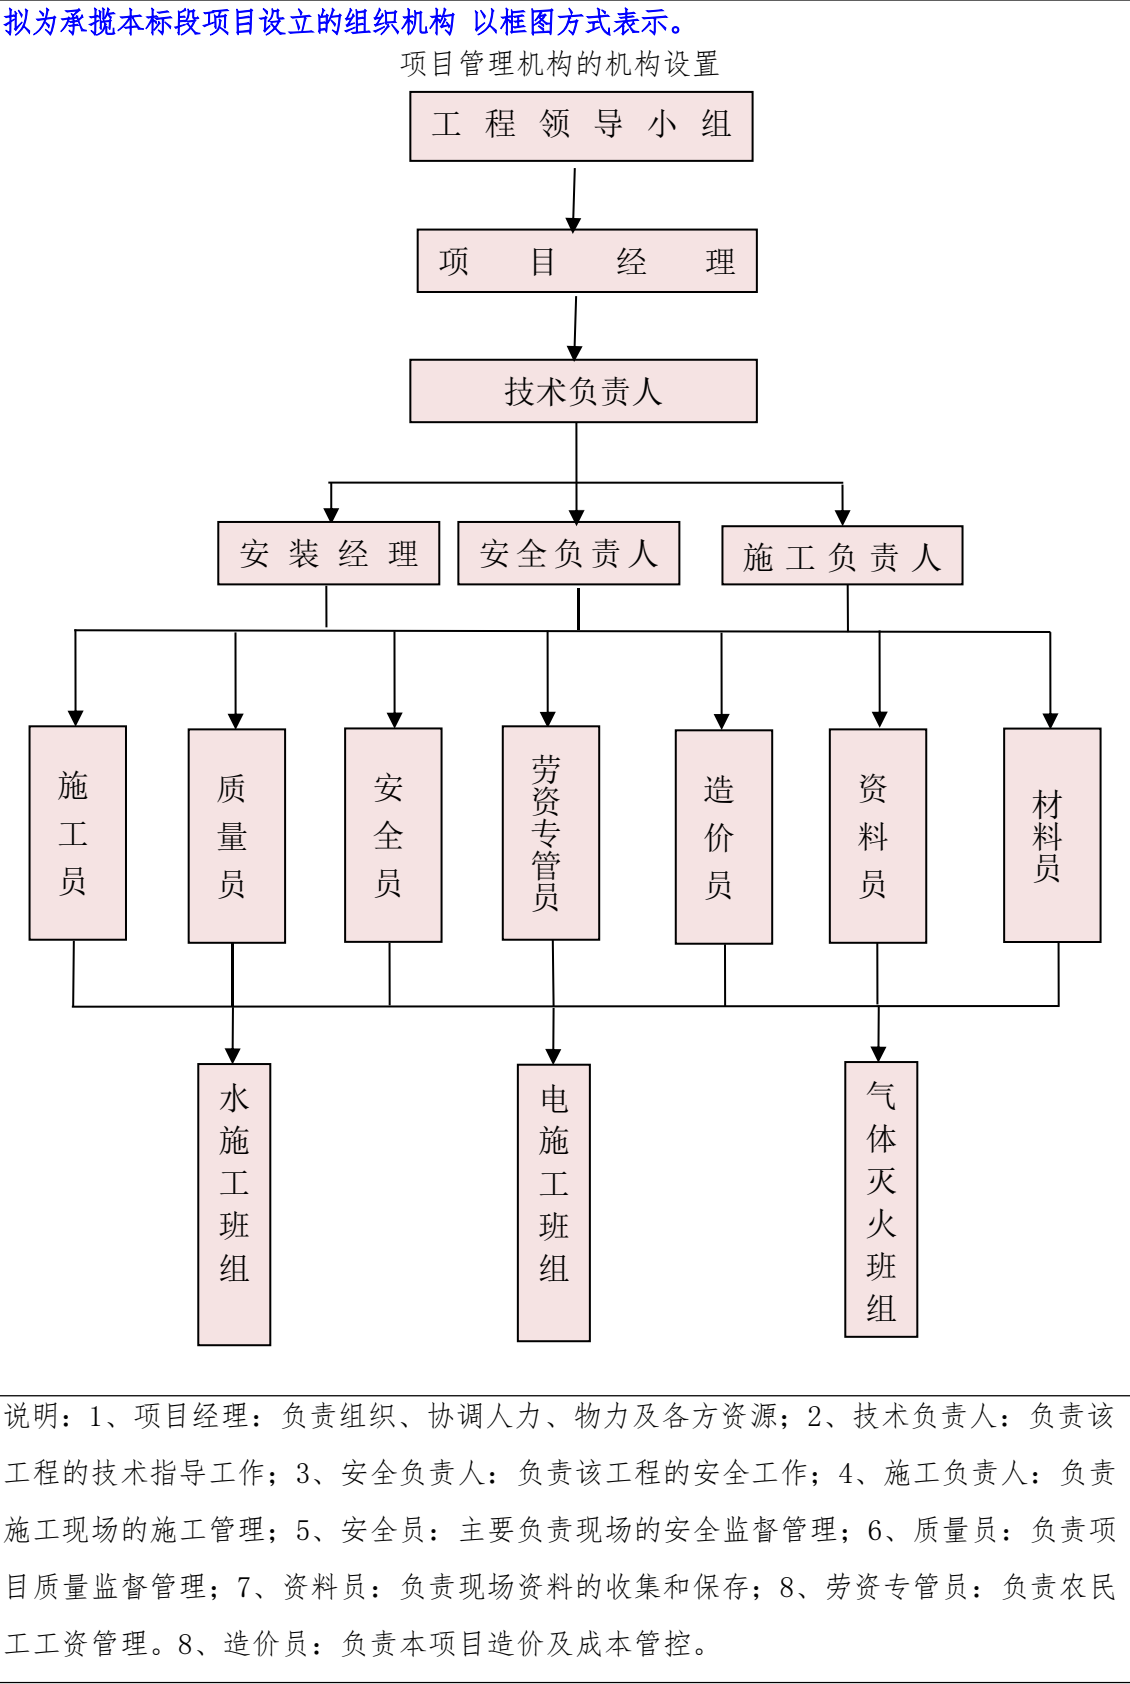 拟为承揽本标段项目设立的组织机构 以框图方式表示。
项目管理机构的机构设置
工程领导小组
项目经理
技术负责人
安装经理
安全负责人
施工负责人
施工员
质量员
安全员
劳资专管员
造价员
资料员
材料员
水施工班组
电施工班组
气体灭火班组
说明：1、项目经理：负责组织、协调人力、物力及各方资源；2、技术负责人：负责该
工程的技术指导工作；3、安全负责人：负责该工程的安全工作；4、施工负责人：负责
施工现场的施工管理；5、安全员：主要负责现场的安全监督管理；6、质量员：负责项
目质量监督管理；7、资料员：负责现场资料的收集和保存；8、劳资专管员：负责农民
工工资管理。8、造价员：负责本项目造价及成本管控。